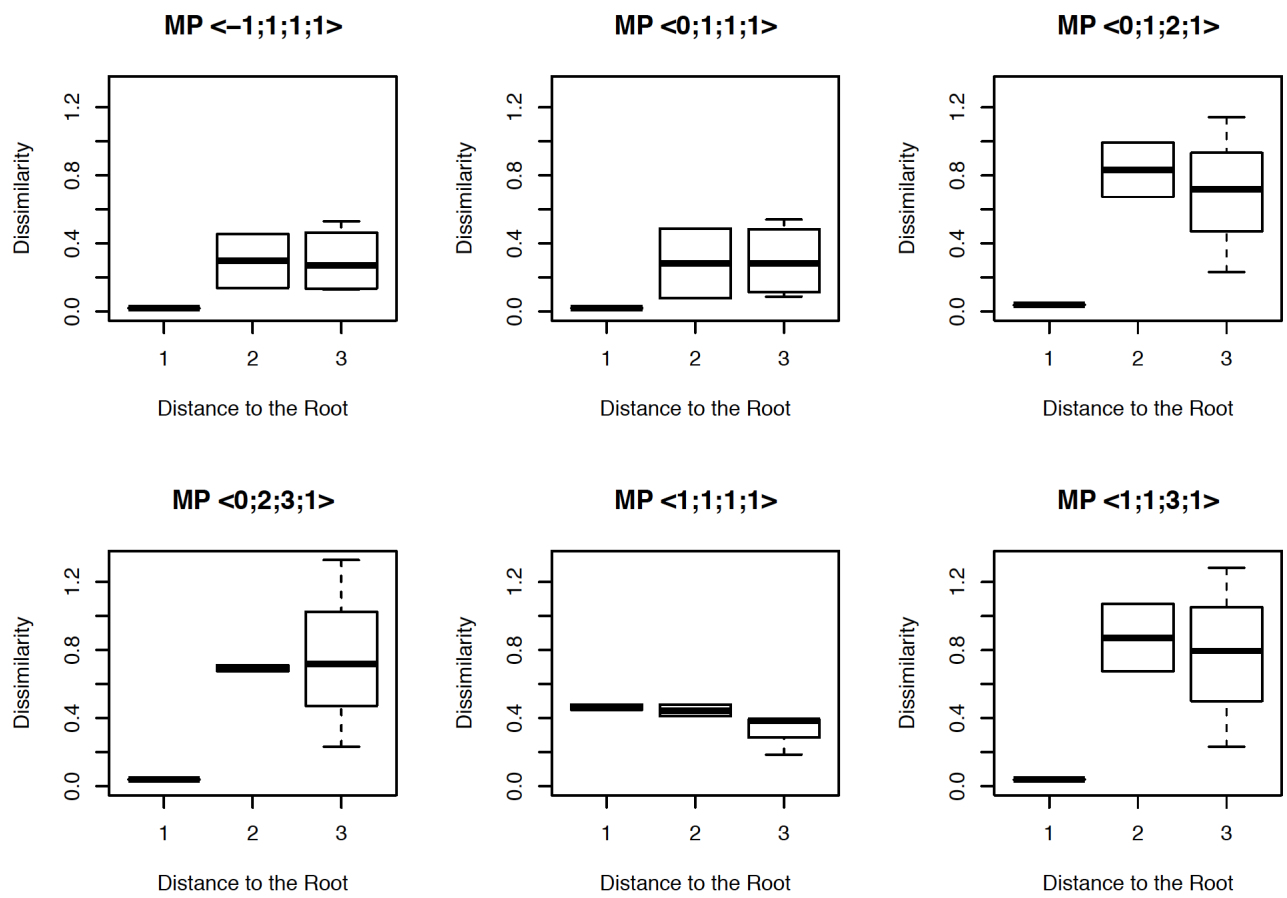 MP <–1;1;1;1>
Dissimilarity
0.0 0.4 0.8 1.2
1 2 3
Distance to the Root
MP <0;1;1;1>
Dissimilarity
0.0 0.4 0.8 1.2
1 2 3
Distance to the Root
MP <0;1;2;1>
Dissimilarity
0.0 0.4 0.8 1.2
1 2 3
Distance to the Root
MP <0;2;3;1>
Dissimilarity
0.0 0.4 0.8 1.2
1 2 3
Distance to the Root
MP <1;1;1;1>
Dissimilarity
0.0 0.4 0.8 1.2
1 2 3
Distance to the Root
MP <1;1;3;1>
Dissimilarity
0.0 0.4 0.8 1.2
1 2 3
Distance to the Root